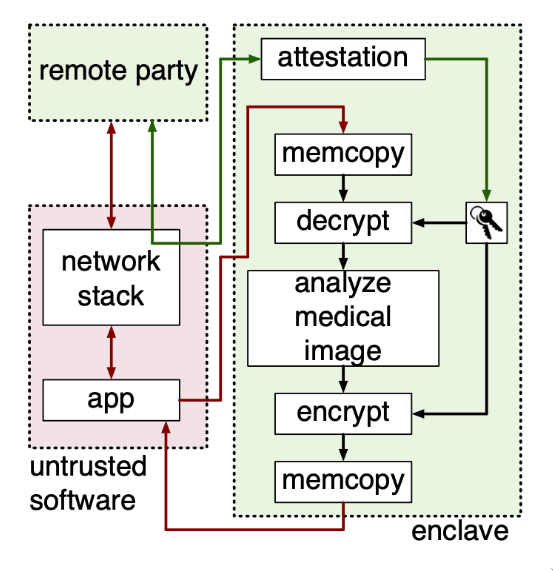 remote party
network
stack
app
untrusted
software
attestation
memcopy
decrypt
analyze
medical
image
encrypt
memcopy
enclave